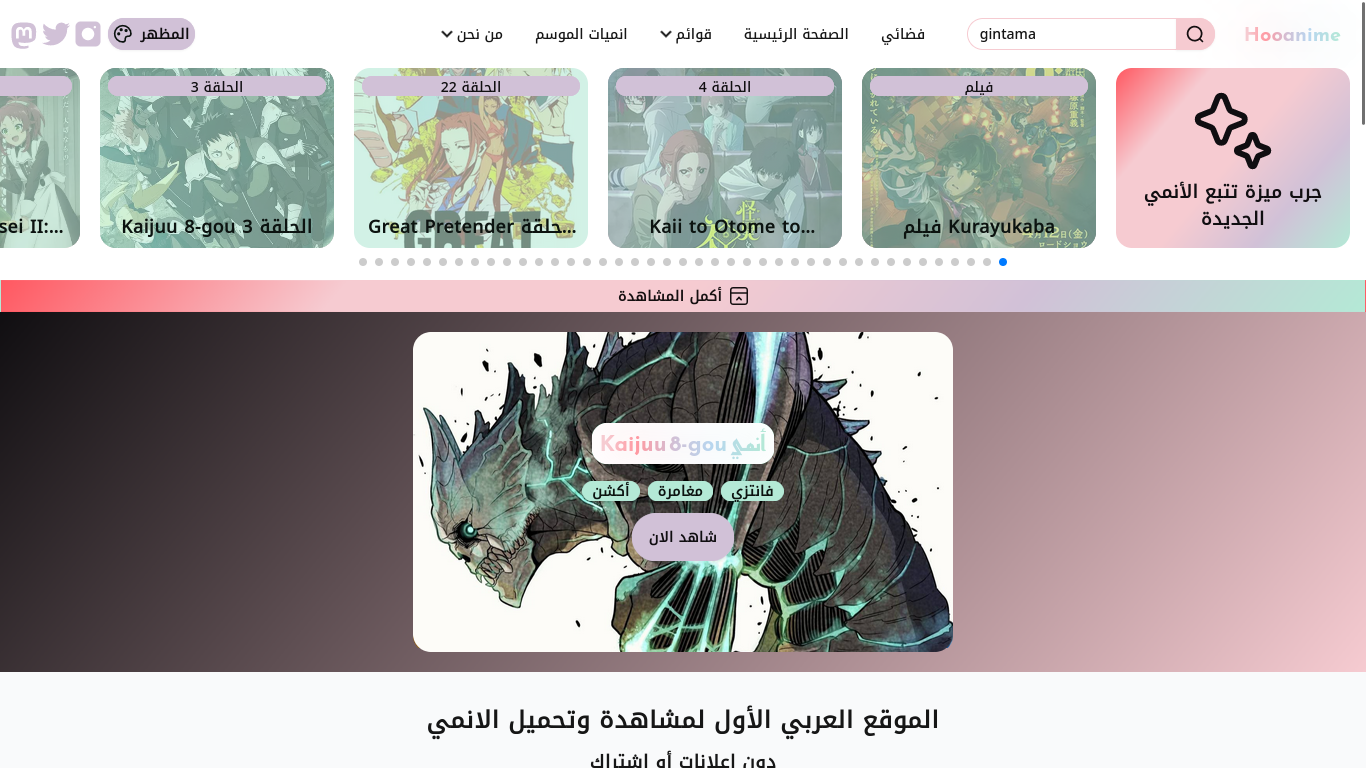 Hooanime
gintama
فضائي
الصفحة الرئيسية
قوائم
انميات الموسم
من نحن
المظهر
جرب ميزة تتبع الأنمي
الجديدة
فيلم
Kurayukaba فيلم
الحلقة 4
Kaii to Otome to...
الحلقة 22
Great Pretender حلقة...
GREAT
الحلقة 3
Kaijuu 8-gou الحلقة 3
sei II:...
أكمل المشاهدة
Kaijuu 8-gou أنمي
فانتزي
مغامرة
أكشن
شاهد الان
الموقع العربي الأول لمشاهدة وتحميل الانمي
دون اعلانات أو اشتراك